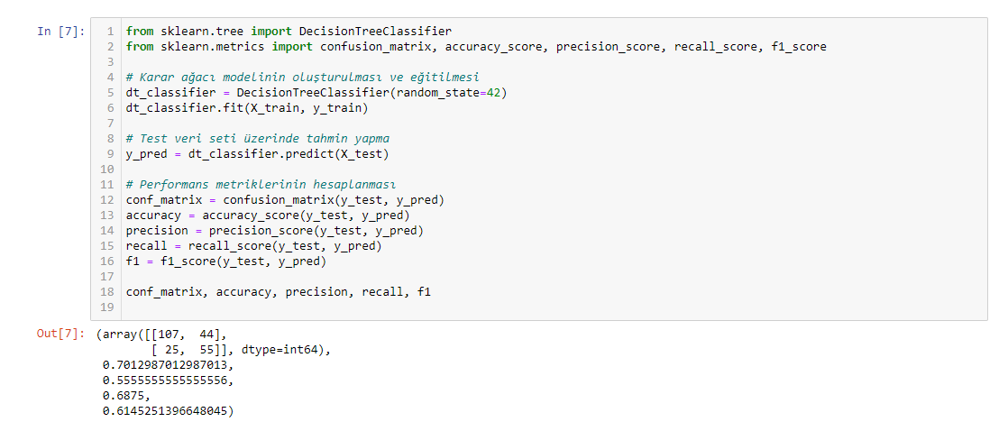 In [7]:
1 from sklearn.tree import DecisionTreeClassifier
2 from sklearn.metrics import confusion_matrix, accuracy_score, precision_score, recall_score, f1_score
3
4 # Karar ağacı modelinin oluşturulması ve eğitilmesi
5 dt_classifier = DecisionTreeClassifier(random_state=42)
6 dt_classifier.fit(X_train, y_train)
7
8 # Test veri seti üzerinde tahmin yapma
9 y_pred = dt_classifier.predict(X_test)
10
11 # Performans metriklerinin hesaplanması
12 conf_matrix = confusion_matrix(y_test, y_pred)
13 accuracy = accuracy_score(y_test, y_pred)
14 precision = precision_score(y_test, y_pred)
15 recall = recall_score(y_test, y_pred)
16 f1 = f1_score(y_test, y_pred)
17
18 conf_matrix, accuracy, precision, recall, f1
19
Out[7]: (array([[107, 44],
[ 25, 55]], dtype=int64),
0.7012987012987013,
0.5555555555555556,
0.6875,
0.6145251396648045)